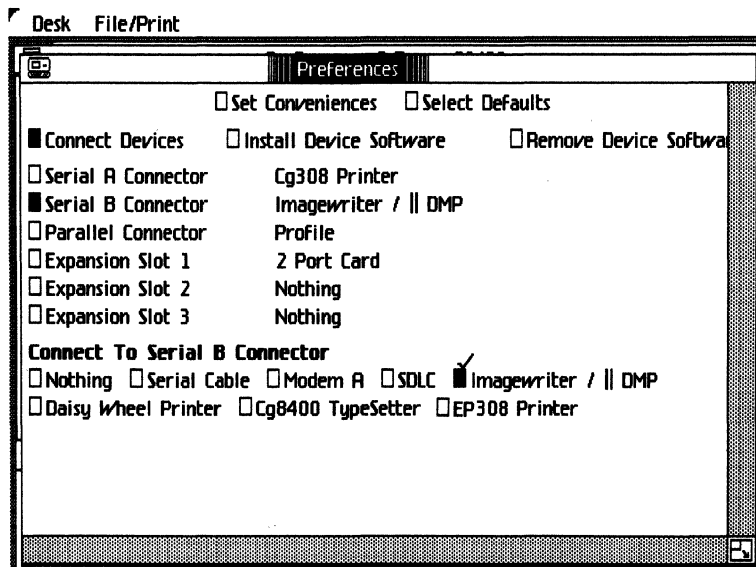 Desk File/Print
Preferences
Set Conveniences Select Defaults
Connect Devices Install Device Software Remove Device Softwa
Serial A Connector Cg308 Printer
Serial B Connector Imagewriter / || DMP
Parallel Connector Profile
Expansion Slot 1 2 Port Card
Expansion Slot 2 Nothing
Expansion Slot 3 Nothing
Connect To Serial B Connector
Nothing Serial Cable Modem A SDLC Imagewriter / || DMP
Daisy Wheel Printer Cg8400 TypeSetter EP308 Printer